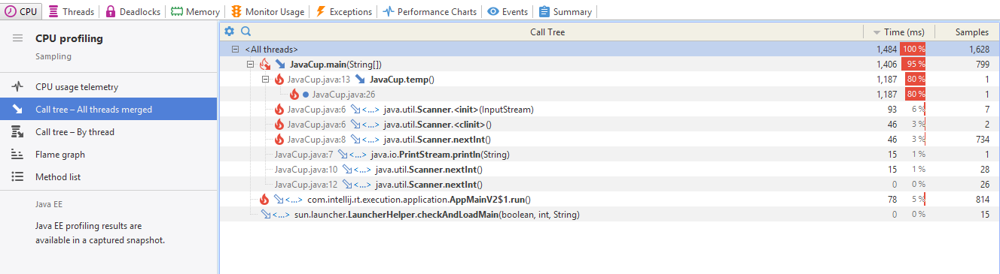 CPU Threads Deadlocks Memory Monitor Usage Exceptions Performance Charts Events Summary
CPU profiling
Sampling
CPU usage telemetry
Call tree – All threads merged
Call tree – By thread
Flame graph
Method list
Java EE
Java EE profiling results are
available in a captured snapshot.
Call Tree Time (ms) Samples
<All threads> 1,484 100 % 1,628
JavaCup.main(String[]) 1,406 95 % 799
JavaCup.java:13 JavaCup.temp() 1,187 80 % 1
JavaCup.java:26 1,187 80 % 1
JavaCup.java:6 <...> java.util.Scanner.<init>(InputStream) 93 6 % 7
JavaCup.java:6 <...> java.util.Scanner.<clinit>() 46 3 % 2
JavaCup.java:8 <...> java.util.Scanner.nextInt() 46 3 % 734
JavaCup.java:7 <...> java.io.PrintStream.println(String) 15 1 % 1
JavaCup.java:10 <...> java.util.Scanner.nextInt() 15 1 % 28
JavaCup.java:12 <...> java.util.Scanner.nextInt() 0 0 % 26
<...> com.intellij.rt.execution.application.AppMainV2$1.run() 78 5 % 814
<...> sun.launcher.LauncherHelper.checkAndLoadMain(boolean, int, String) 0 0 % 15